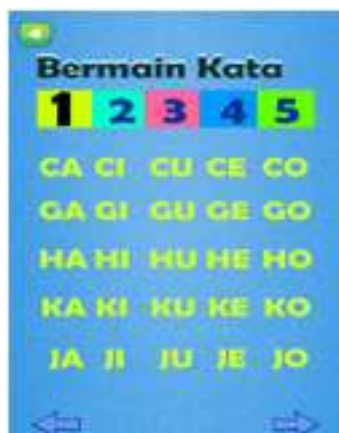 Bermain Kata
1 2 3 4 5
CA CI CU CE CO
GA GI GU GE GO
HA HI HU HE HO
KA KI KU KE KO
JA JI JU JE JO